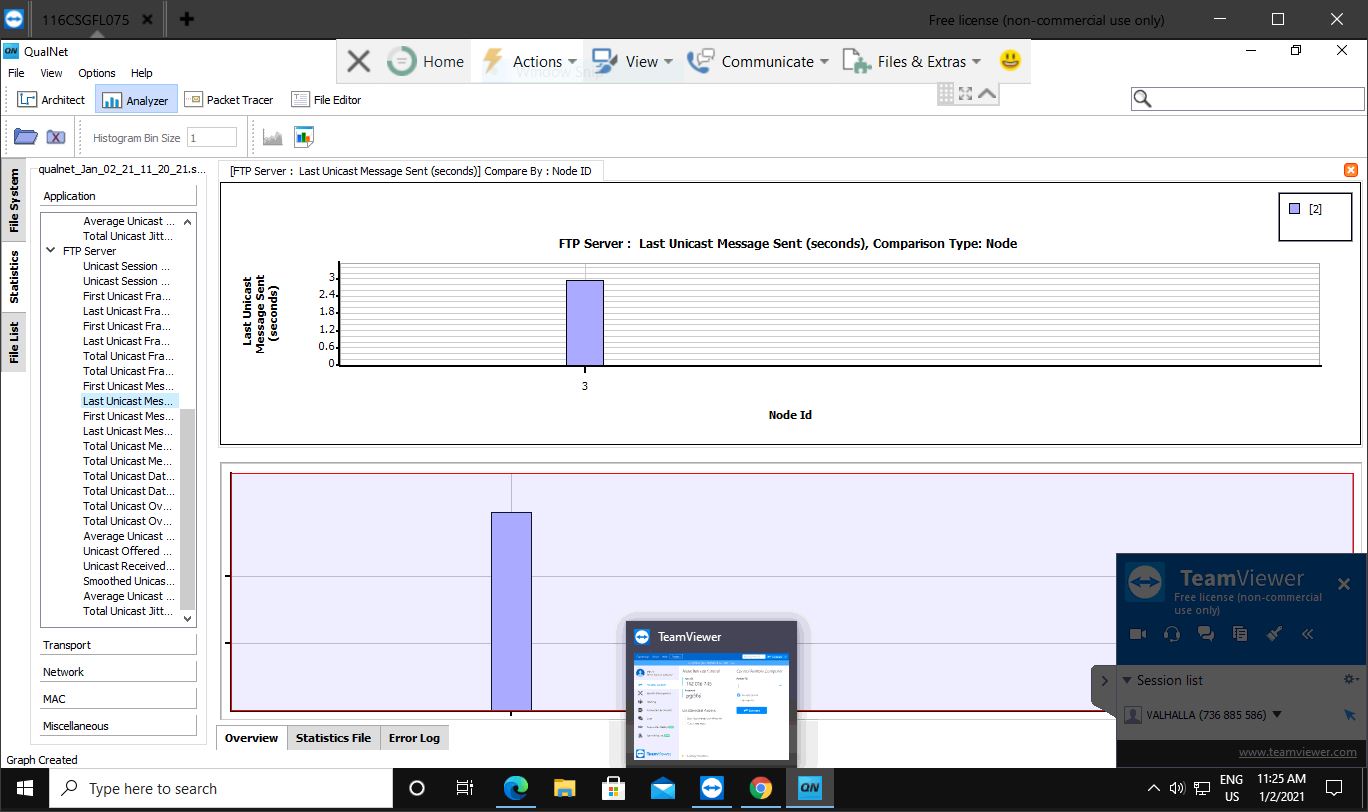 116CSGFL075
Free license (non-commercial use only)
QualNet
File View Options Help
Home
Actions
View
Communicate
Files & Extras
Architect
Analyzer
Packet Tracer
File Editor
Histogram Bin Size 1
File System
Statistics
File List
qualnet_Jan_02_21_11_20_21.s...
Application
Average Unicast ...
Total Unicast Jitt...
FTP Server
Unicast Session ...
Unicast Session ...
First Unicast Fra...
Last Unicast Fra...
First Unicast Fra...
Last Unicast Fra...
Total Unicast Fra...
Total Unicast Fra...
First Unicast Mes...
Last Unicast Mes...
First Unicast Mes...
Last Unicast Mes...
Total Unicast Me...
Total Unicast Me...
Total Unicast Dat...
Total Unicast Dat...
Total Unicast Ov...
Total Unicast Ov...
Average Unicast ...
Unicast Offered ...
Unicast Received...
Smoothed Unicas...
Average Unicast ...
Total Unicast Jitt...
Transport
Network
MAC
Miscellaneous
[FTP Server : Last Unicast Message Sent (seconds)] Compare By : Node ID
[2]
FTP Server : Last Unicast Message Sent (seconds), Comparison Type: Node
Last Unicast
Message Sent
(seconds)
3
2.4
1.8
1.2
0.6
0
3
Node Id
TeamViewer
Free license (non-commercial
use only)
Session list
VALHALLA (736 885 586)
www.teamviewer.com
TeamViewer
TeamViewer
Overview
Statistics File
Error Log
Graph Created
Type here to search
QN
ENG
US
11:25 AM
1/2/2021